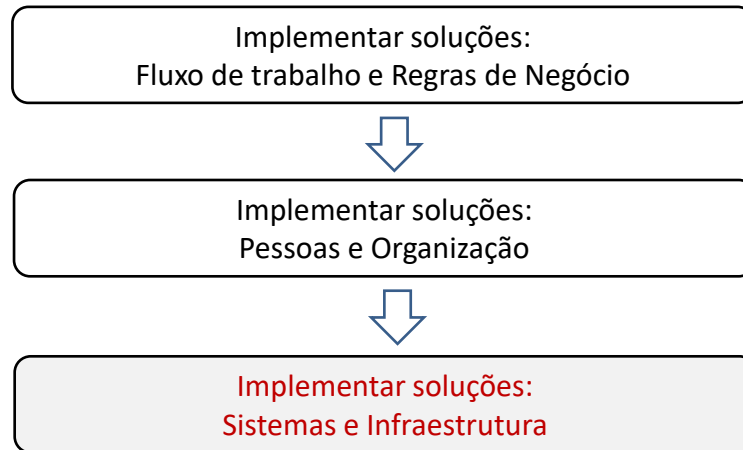 Implementar soluções:
Fluxo de trabalho e Regras de Negócio
Implementar soluções:
Pessoas e Organização
Implementar soluções:
Sistemas e Infraestrutura